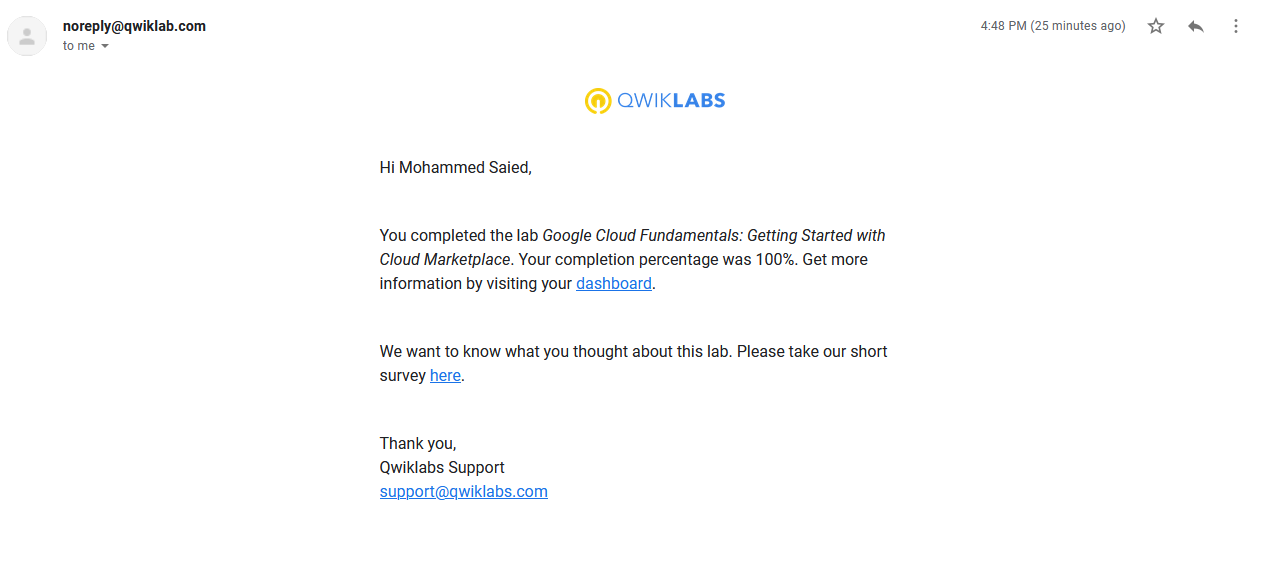 noreply@qwiklab.com
4:48 PM (25 minutes ago)
to me
QWIKLABS
Hi Mohammed Saied,
You completed the lab Google Cloud Fundamentals: Getting Started with
Cloud Marketplace. Your completion percentage was 100%. Get more
information by visiting your dashboard.
We want to know what you thought about this lab. Please take our short
survey here.
Thank you,
Qwiklabs Support
support@qwiklabs.com